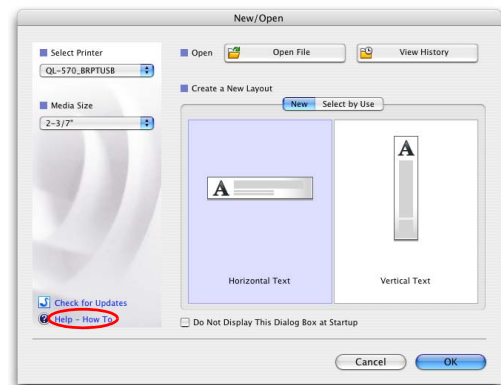 New/Open
Select Printer
QL-570_BRPTUSB
Media Size
2-3/7"
Check for Updates
Help - How To
Open
Open File
View History
Create a New Layout
New
Select by Use
A
Horizontal Text
A
Vertical Text
Do Not Display This Dialog Box at Startup
Cancel
OK